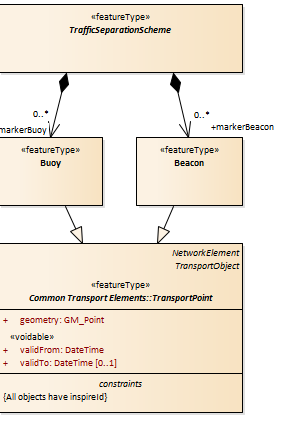 «featureType»
TrafficSeparationScheme
0..*
0..*
markerBuoy
+markerBeacon
«featureType»
Buoy
«featureType»
Beacon
NetworkElement
TransportObject
«featureType»
Common Transport Elements::TransportPoint
+ geometry: GM_Point
«voidable»
+ validFrom: DateTime
+ validTo: DateTime [0..1]
constraints
{All objects have inspireId}